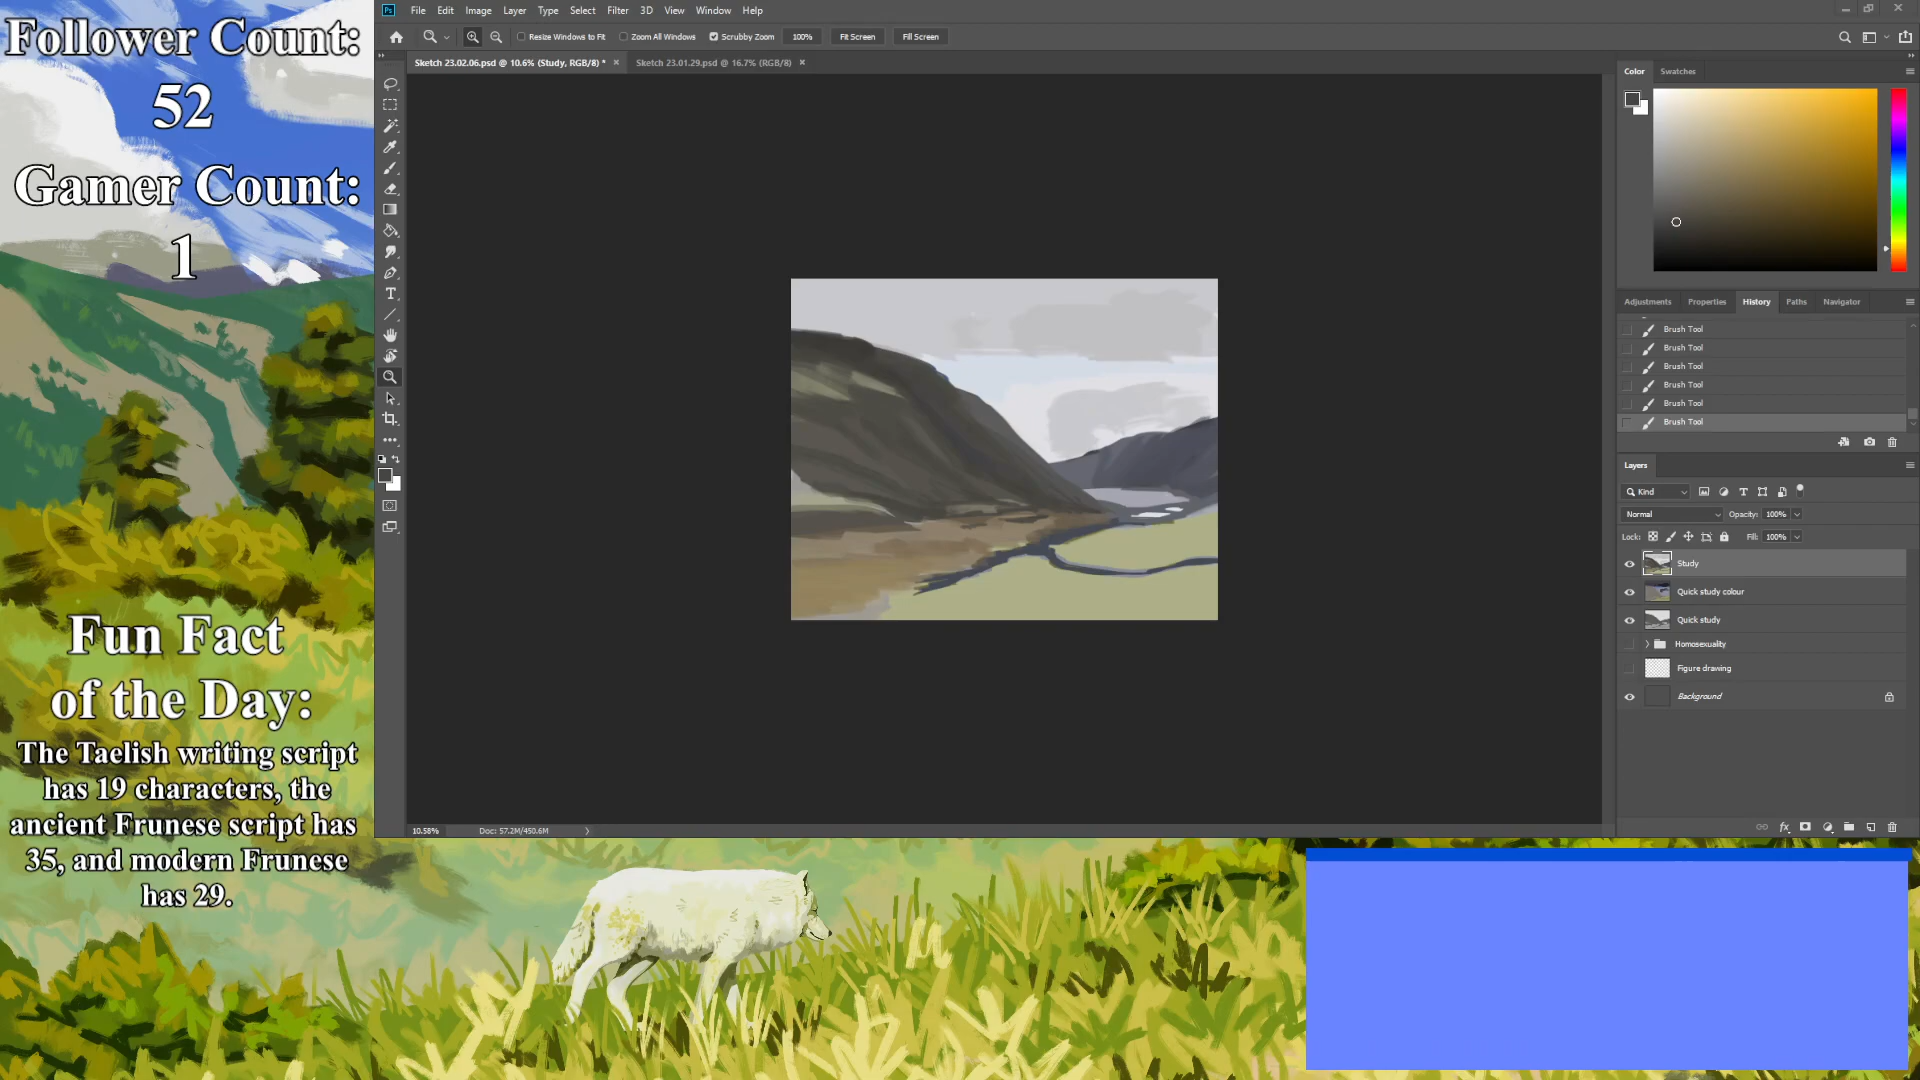 Follower Count:
52
Gamer Count:
1
Fun Fact
of the Day:
The Taelish writing script
has 19 characters, the
ancient Frunese script has
35, and modern Frunese
has 29.
Ps File Edit Image Layer Type Select Filter 3D View Window Help
Resize Windows to Fit Zoom All Windows Scrubby Zoom 100% Fit Screen Fill Screen
Sketch 23.02.06.psd @ 10.6% (Study, RGB/8) * × Sketch 23.01.29.psd @ 16.7% (RGB/8) ×
10.58% Doc: 57.2M/450.6M
Color Swatches
Adjustments Properties History Paths Navigator
Brush Tool
Brush Tool
Brush Tool
Brush Tool
Brush Tool
Brush Tool
Layers
Kind
Normal Opacity: 100%
Lock: Fill: 100%
Study
Quick study colour
Quick study
Homosexuality
Figure drawing
Background
fx